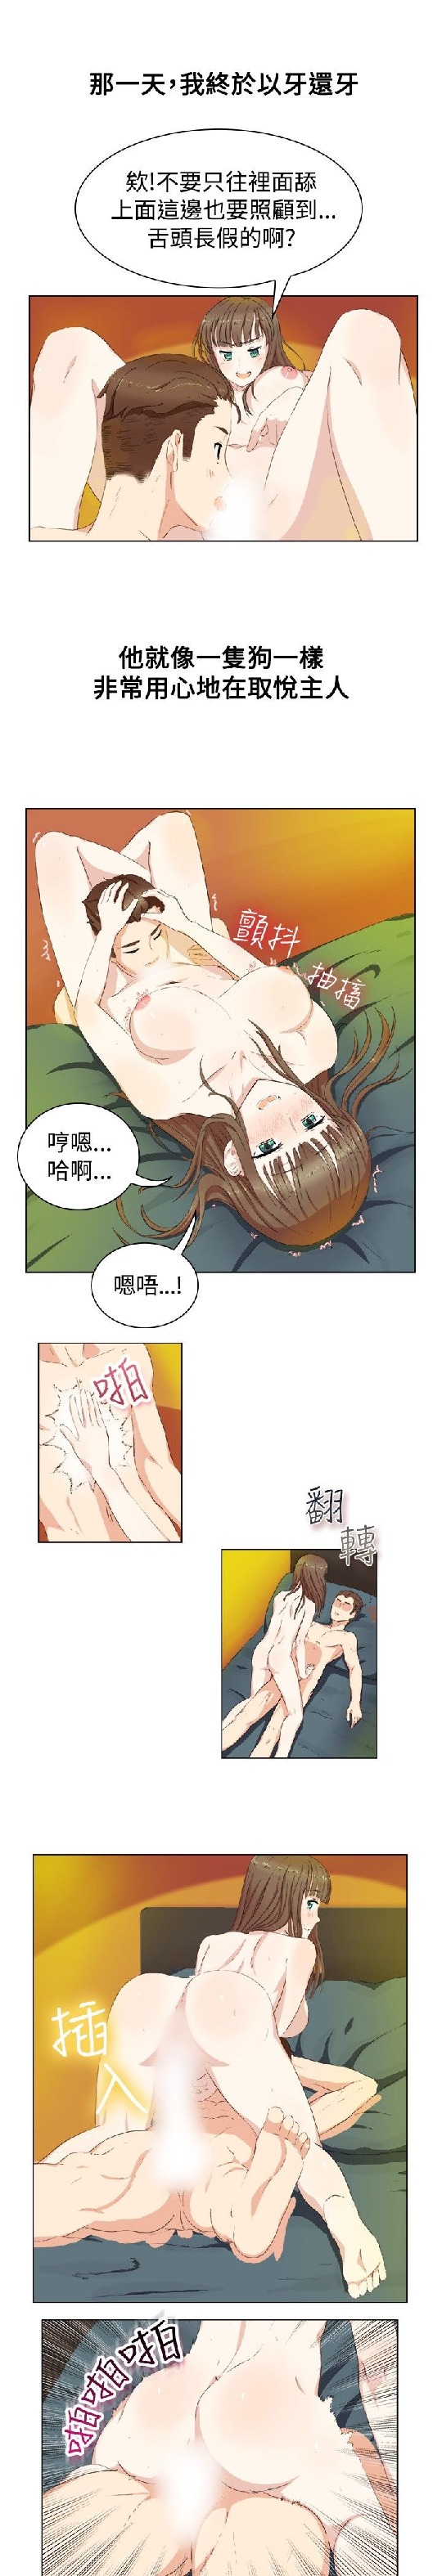 那一天，我終於以牙還牙
欸!不要只往裡面舔
上面這邊也要照顧到...
舌頭長假的啊?
他就像一隻狗一樣
非常用心地在取悅主人
顫抖
抽搐
哼嗯...
哈啊...
嗯唔...!
啪
翻
轉
插
入
啪啪啪